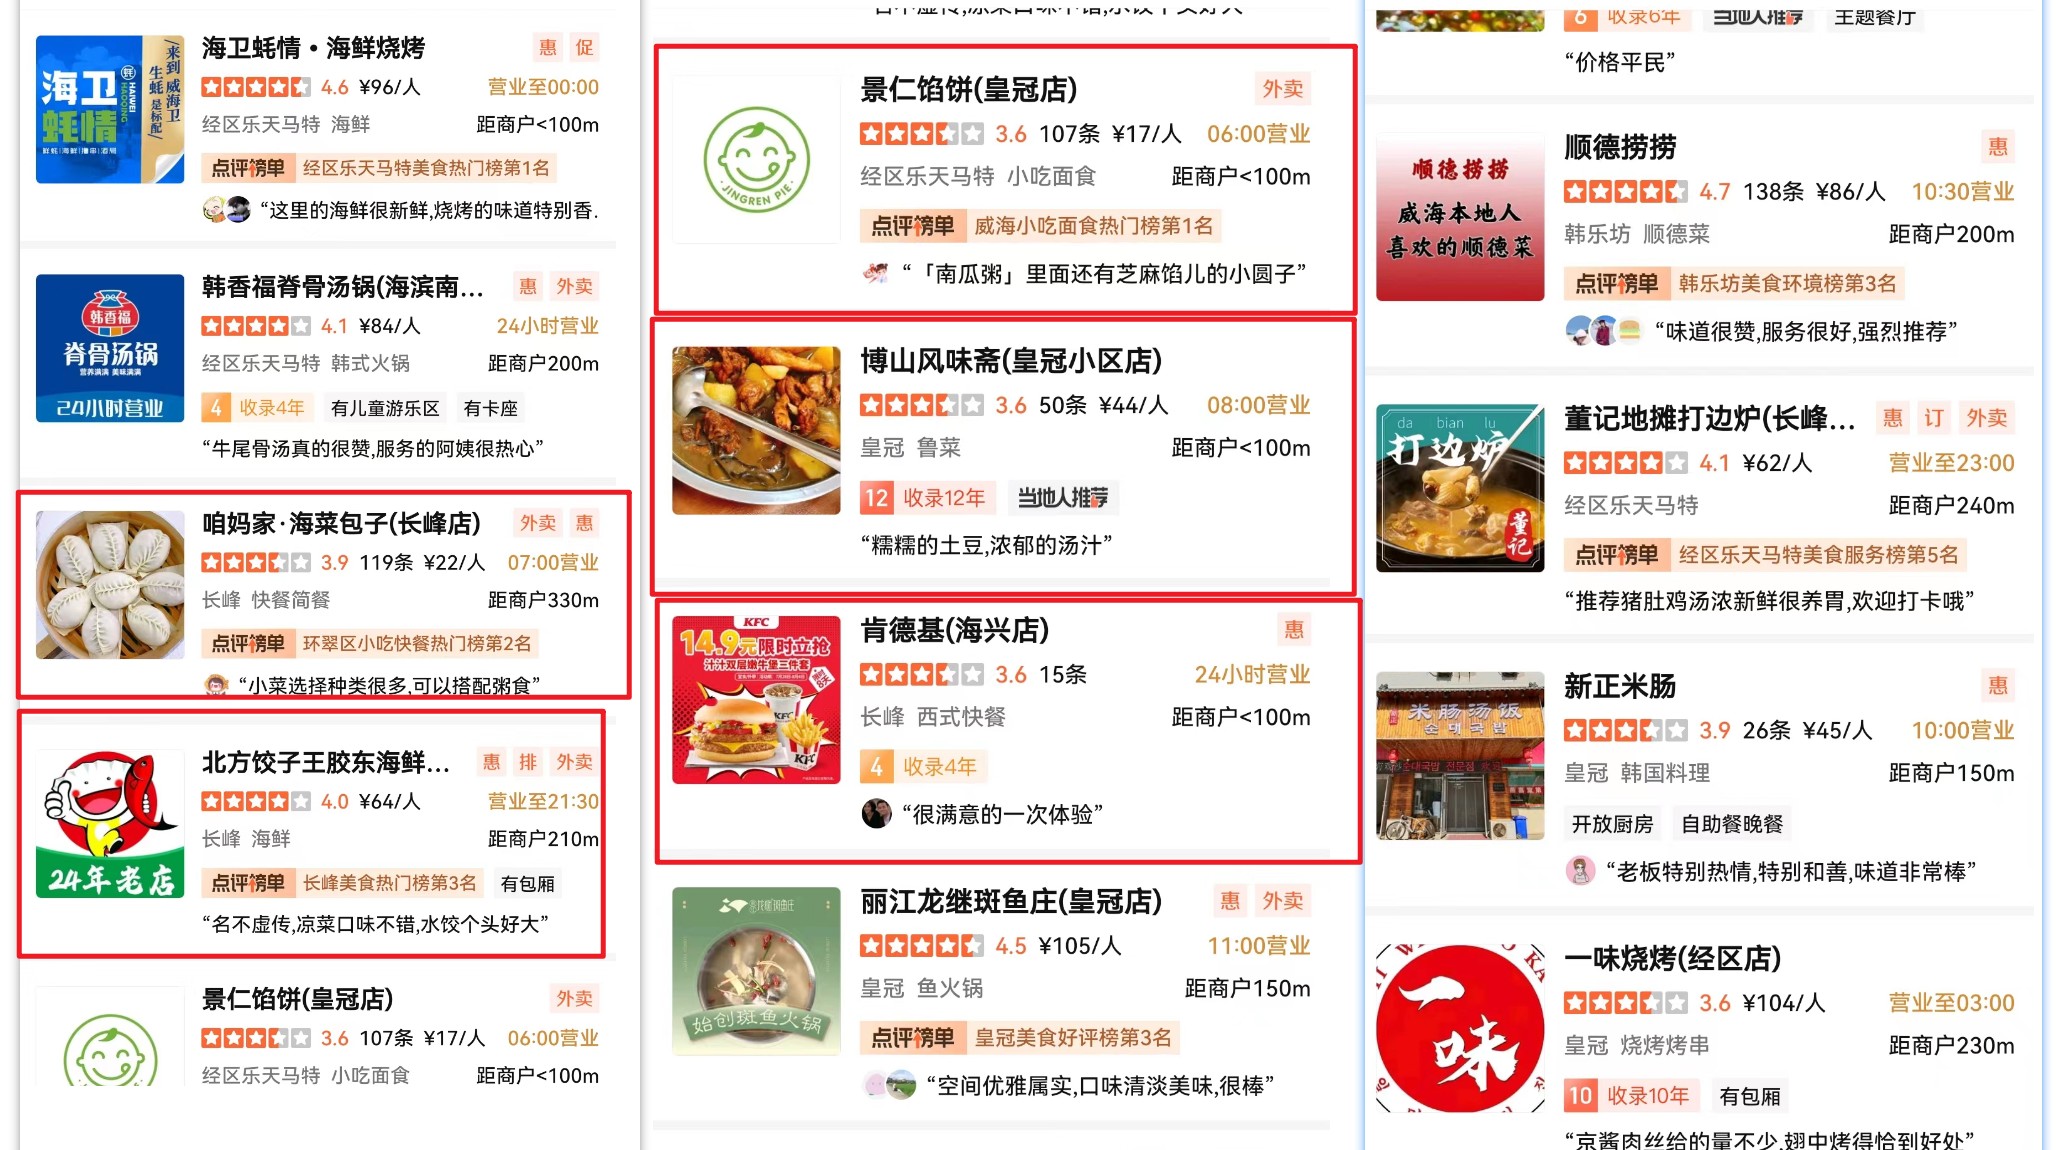 海卫蚝情·海鲜烧烤
惠 促
4.6 ¥96/人
营业至00:00
经区乐天马特 海鲜
距商户<100m
点评榜单 经区乐天马特美食热门榜第1名
“这里的海鲜很新鲜,烧烤的味道特别香.
海卫
蚝情
HAIWEI
HAOQING
来到威海卫
生蚝是标配
韩香福脊骨汤锅(海滨南...
惠 外卖
4.1 ¥84/人
24小时营业
经区乐天马特 韩式火锅
距商户200m
4 收录4年 有儿童游乐区 有卡座
“牛尾骨汤真的很赞,服务的阿姨很热心”
韩香福
脊骨汤锅
营养满满 美味满满
24小时营业
咱妈家·海菜包子(长峰店)
外卖 惠
3.9 119条 ¥22/人
07:00营业
长峰 快餐简餐
距商户330m
点评榜单 环翠区小吃快餐热门榜第2名
“小菜选择种类很多,可以搭配粥食”
北方饺子王胶东海鲜...
惠 排 外卖
4.0 ¥64/人
营业至21:30
长峰 海鲜
距商户210m
点评榜单 长峰美食热门榜第3名 有包厢
“名不虚传,凉菜口味不错,水饺个头好大”
24年老店
景仁馅饼(皇冠店)
外卖
3.6 107条 ¥17/人
06:00营业
经区乐天马特 小吃面食
距商户<100m
名不虚传,凉菜口味不错,水饺个头好大
景仁馅饼(皇冠店)
外卖
3.6 107条 ¥17/人
06:00营业
经区乐天马特 小吃面食
距商户<100m
点评榜单 威海小吃面食热门榜第1名
“「南瓜粥」里面还有芝麻馅儿的小圆子”
·JINGREN PIE·
博山风味斋(皇冠小区店)
3.6 50条 ¥44/人
08:00营业
皇冠 鲁菜
距商户<100m
12 收录12年 当地人推荐
“糯糯的土豆,浓郁的汤汁”
肯德基(海兴店)
惠
3.6 15条
24小时营业
长峰 西式快餐
距商户<100m
4 收录4年
“很满意的一次体验”
KFC
14.9元限时立抢
汁汁双层嫩牛堡三件套
KFC
KFC
丽江龙继斑鱼庄(皇冠店)
惠 外卖
4.5 ¥105/人
11:00营业
皇冠 鱼火锅
距商户150m
点评榜单 皇冠美食好评榜第3名
“空间优雅属实,口味清淡美味,很棒”
始创斑鱼火锅
6 收录6年 当地人推荐 主题餐厅
“价格平民”
顺德捞捞
惠
4.7 138条 ¥86/人
10:30营业
韩乐坊 顺德菜
距商户200m
点评榜单 韩乐坊美食环境榜第3名
“味道很赞,服务很好,强烈推荐”
顺德捞捞
威海本地人
喜欢的顺德菜
董记地摊打边炉(长峰...
惠 订 外卖
4.1 ¥62/人
营业至23:00
经区乐天马特
距商户240m
点评榜单 经区乐天马特美食服务榜第5名
“推荐猪肚鸡汤浓新鲜很养胃,欢迎打卡哦”
da bian lu
打边炉
董记
新正米肠
惠
3.9 26条 ¥45/人
10:00营业
皇冠 韩国料理
距商户150m
开放厨房 自助餐晚餐
“老板特别热情,特别和善,味道非常棒”
米肠汤饭
순대국밥
一味烧烤(经区店)
3.6 ¥104/人
营业至03:00
皇冠 烧烤烤串
距商户230m
10 收录10年 有包厢
“京酱肉丝给的量不少,翅中烤得恰到好处”
一味